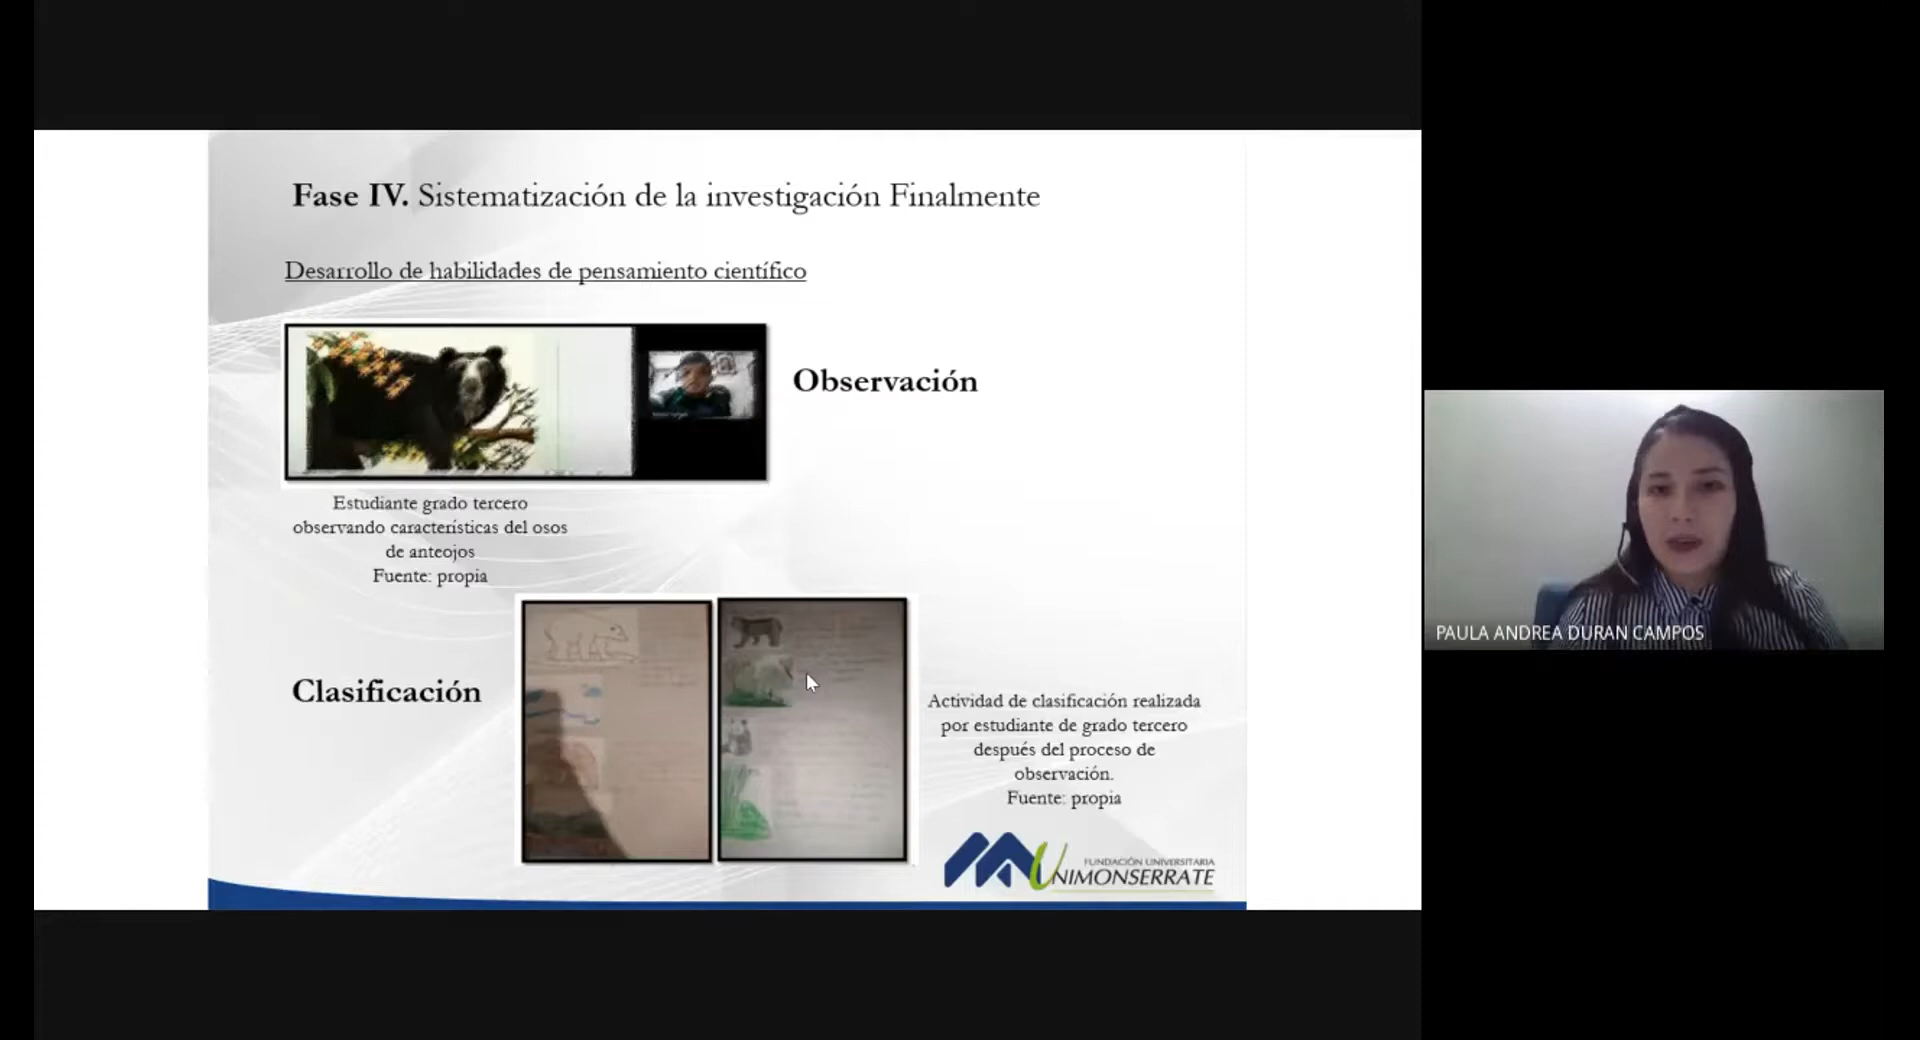 Fase IV. Sistematización de la investigación Finalmente
Desarrollo de habilidades de pensamiento científico
Observación
Estudiante grado tercero
observando características del osos
de anteojos
Fuente: propia
Clasificación
Actividad de clasificación realizada
por estudiante de grado tercero
después del proceso de
observación.
Fuente: propia
FUNDACIÓN UNIVERSITARIA
UNIMONSERRATE
PAULA ANDREA DURAN CAMPOS